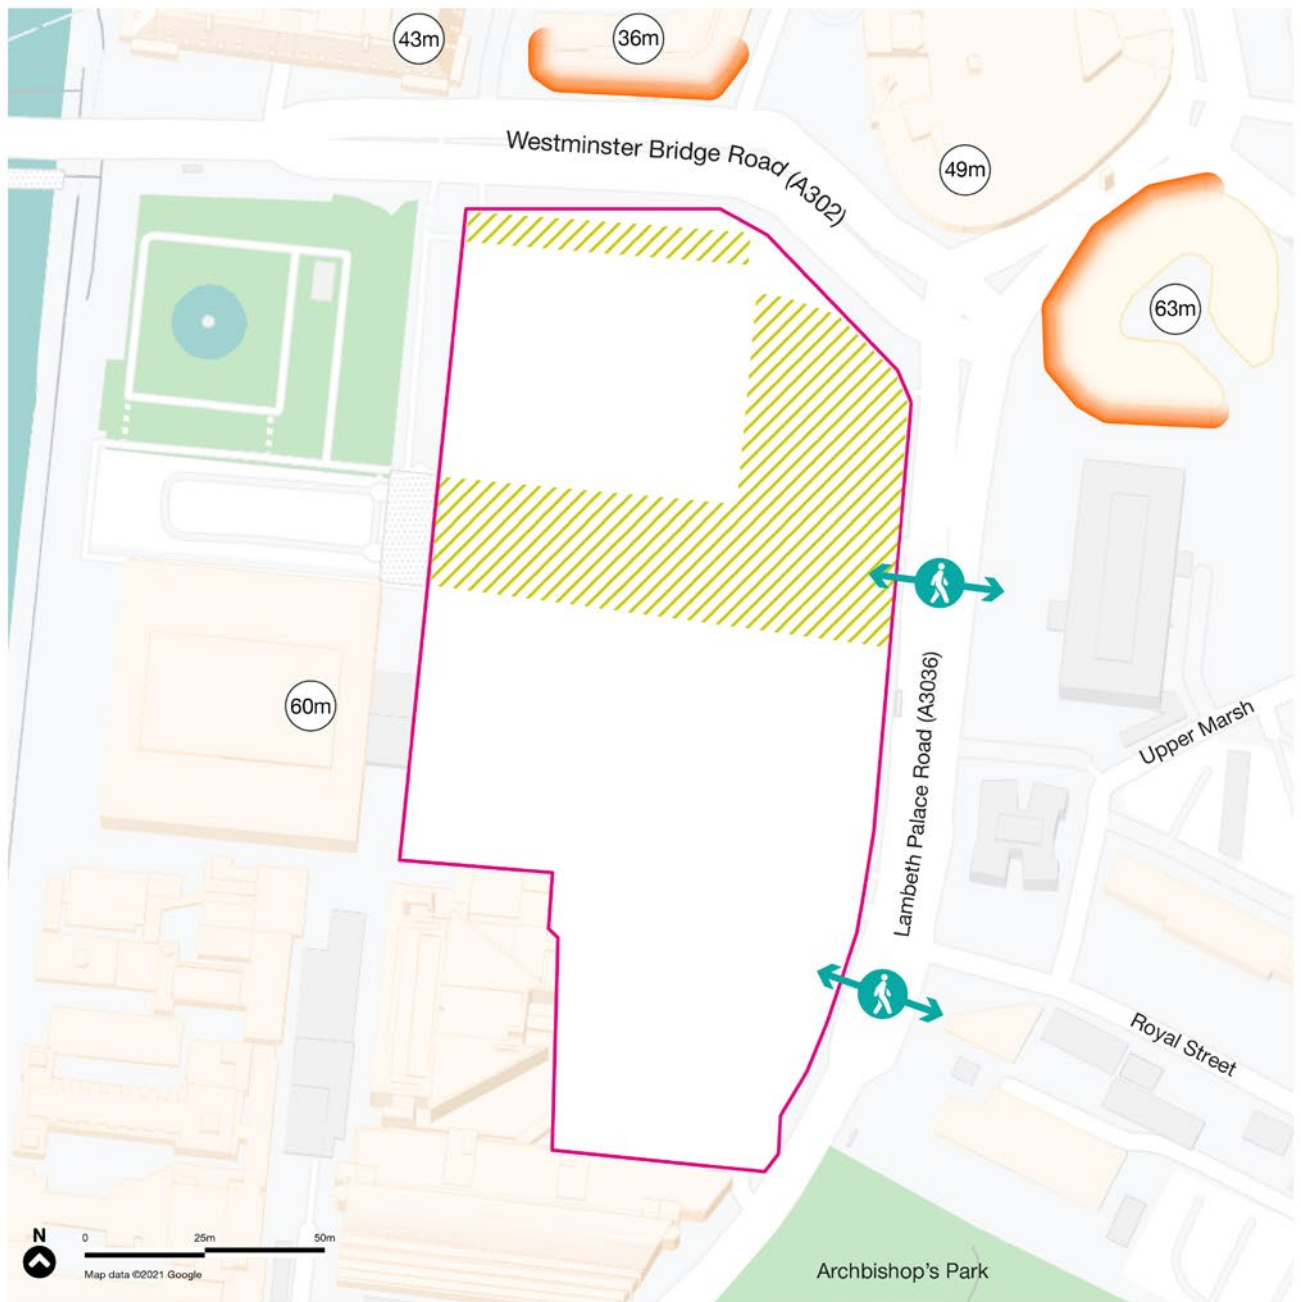 43m
36m
Westminster Bridge Road (A302)
49m
63m
60m
Lambeth Palace Road (A3036)
Upper Marsh
Royal Street
N
0 25m 50m
Map data ©2021 Google
Archbishop's Park